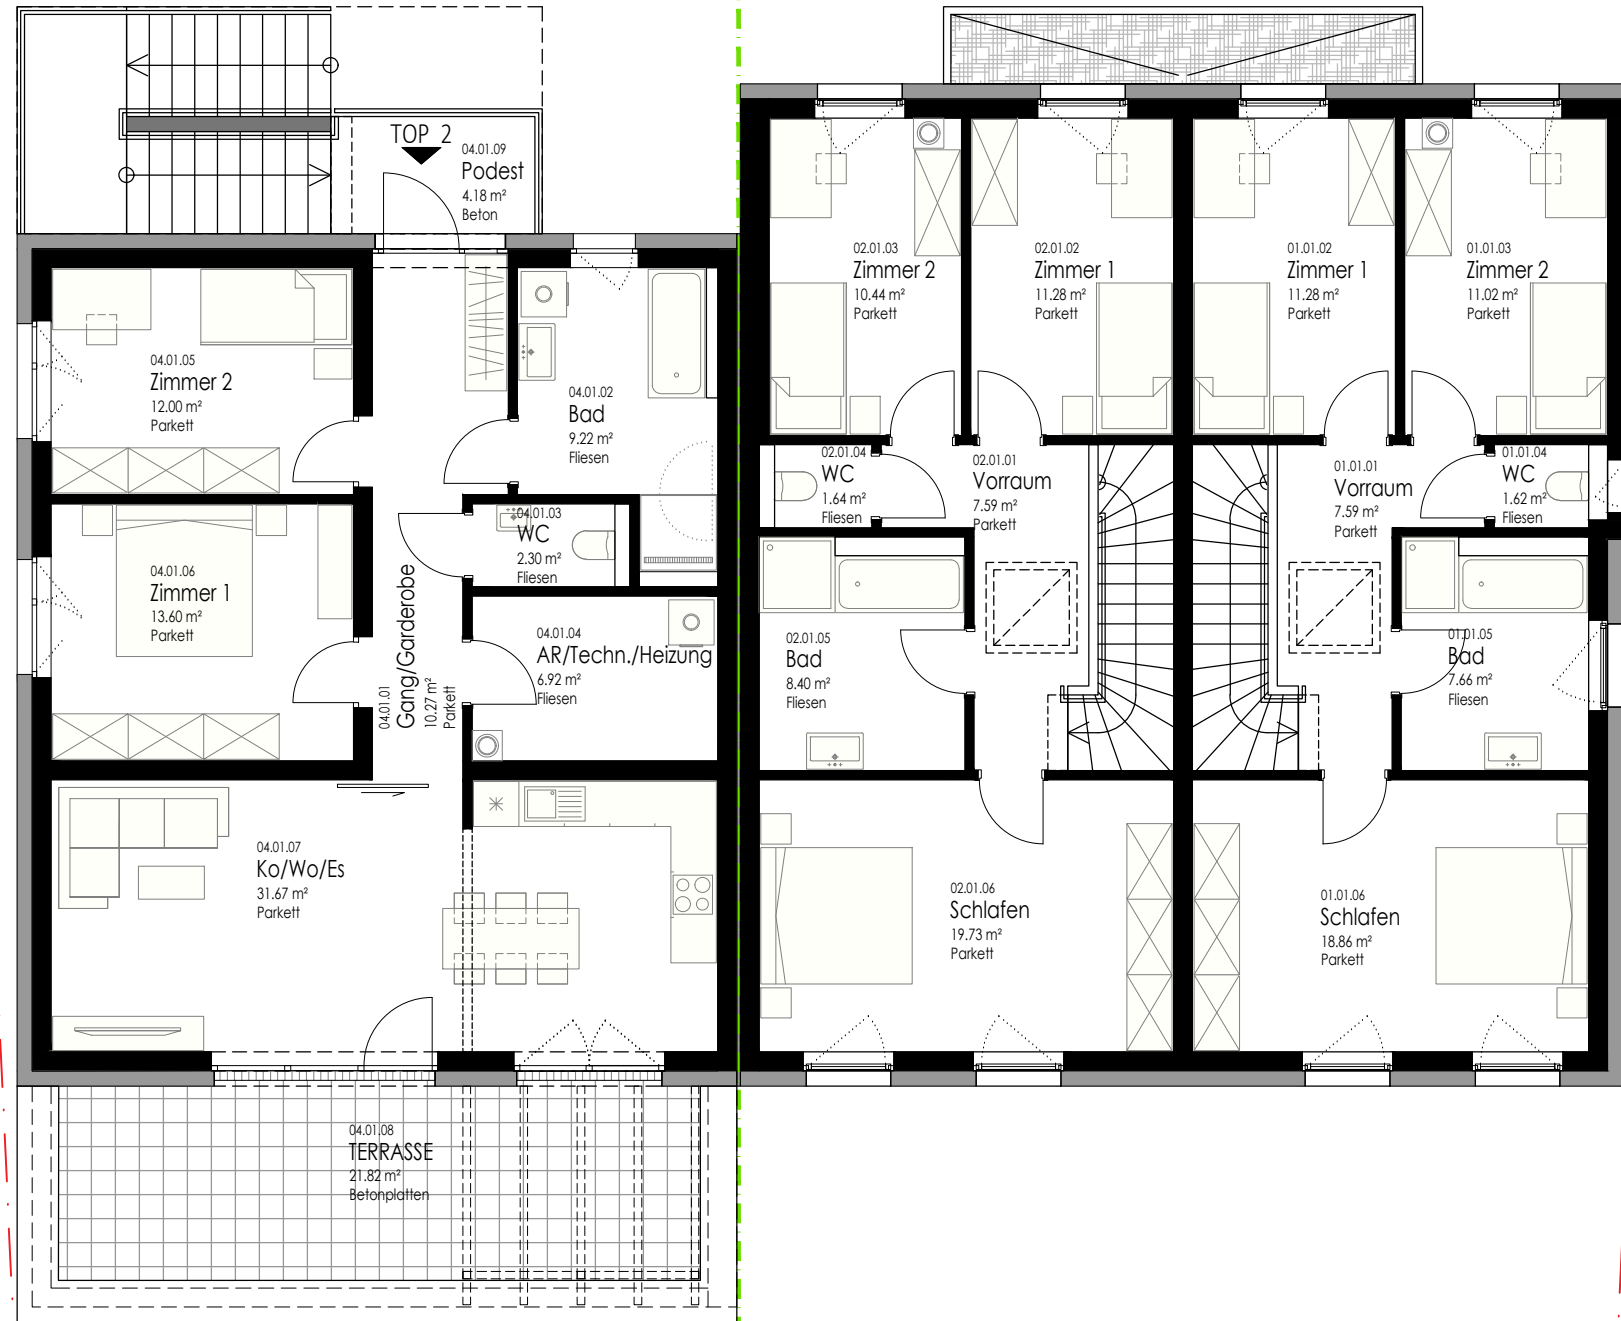 TOP 2
04.01.09
Podest
4.18 m²
Beton
04.01.05
Zimmer 2
12.00 m²
Parkett
04.01.02
Bad
9.22 m²
Fliesen
04.01.03
WC
2.30 m²
Fliesen
04.01.06
Zimmer 1
13.60 m²
Parkett
04.01.01
Gang/Garderobe
10.27 m²
Parkett
04.01.04
AR/Techn./Heizung
6.92 m²
Fliesen
04.01.07
Ko/Wo/Es
31.67 m²
Parkett
04.01.08
TERRASSE
21.82 m²
Betonplatten
02.01.03
Zimmer 2
10.44 m²
Parkett
02.01.02
Zimmer 1
11.28 m²
Parkett
01.01.02
Zimmer 1
11.28 m²
Parkett
01.01.03
Zimmer 2
11.02 m²
Parkett
02.01.04
WC
1.64 m²
Fliesen
02.01.01
Vorraum
7.59 m²
Parkett
01.01.01
Vorraum
7.59 m²
Parkett
01.01.04
WC
1.62 m²
Fliesen
02.01.05
Bad
8.40 m²
Fliesen
01.01.05
Bad
7.66 m²
Fliesen
02.01.06
Schlafen
19.73 m²
Parkett
01.01.06
Schlafen
18.86 m²
Parkett